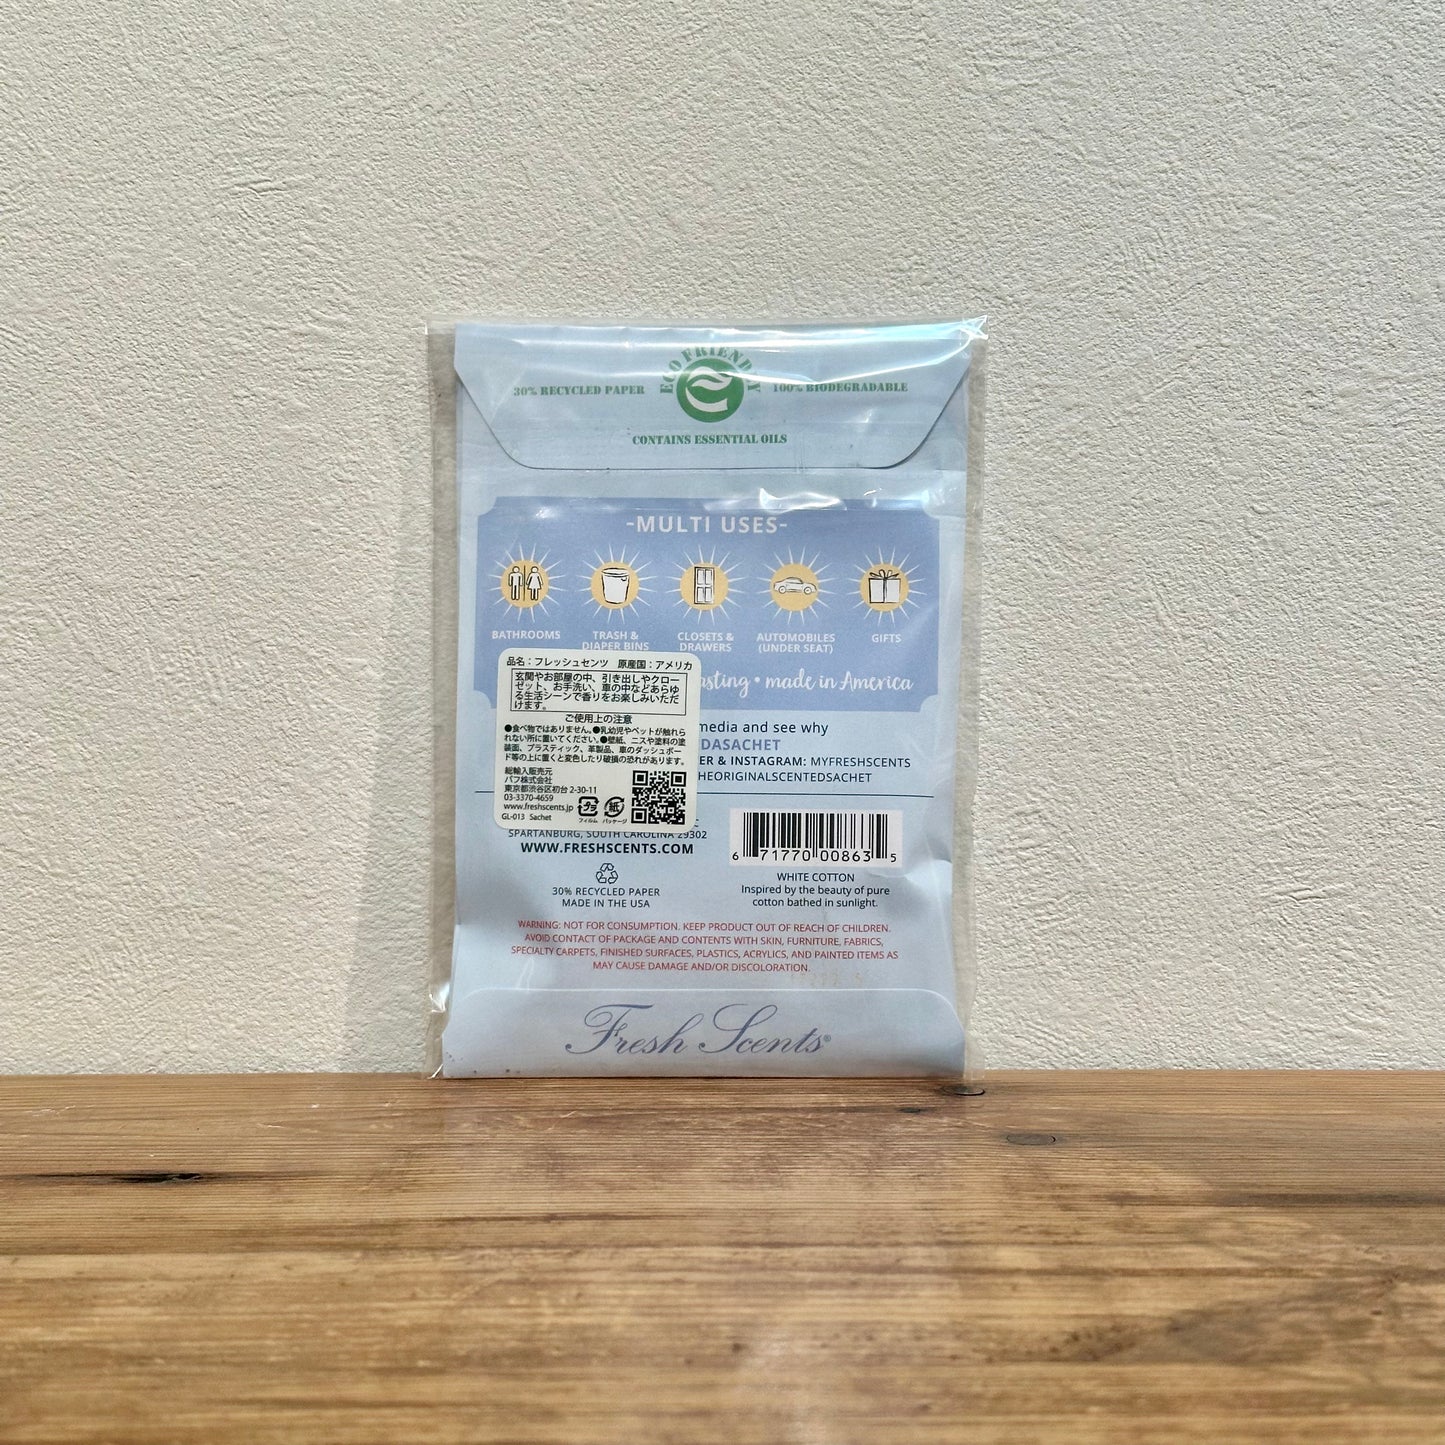 ECO FRIENDLY
30% RECYCLED PAPER
100% BIODEGRADABLE
CONTAINS ESSENTIAL OILS
-MULTI USES-
BATHROOMS
TRASH &
DIAPER BINS
CLOSETS &
DRAWERS
AUTOMOBILES
(UNDER SEAT)
GIFTS
asting • made in America
media and see why
DASACHET
ER & INSTAGRAM: MYFRESHSCENTS
HEORIGINALSCENTEDSACHET
品名：フレッシュセンツ 原産国：アメリカ
玄関やお部屋の中、引き出しやクロー
ゼット、お手洗い、車の中などあらゆ
る生活シーンで香りをお楽しみいただ
けます。
ご使用上の注意
●食べ物ではありません。●乳幼児やペットが触れら
れない所に置いてください。●壁紙、ニスや塗料の塗
装面、プラスティック、革製品、車のダッシュボー
ド等の上に置くと変色したり破損の恐れがあります。
総輸入販売元
パフ株式会社
東京都渋谷区初台 2-30-11
03-3370-4659
www.freshscents.jp
GL-013 Sachet
プラ
フィルム
紙
パッケージ
SPARTANBURG, SOUTH CAROLINA 29302
WWW.FRESHSCENTS.COM
30% RECYCLED PAPER
MADE IN THE USA
6 71770 00863 5
WHITE COTTON
Inspired by the beauty of pure
cotton bathed in sunlight.
WARNING: NOT FOR CONSUMPTION. KEEP PRODUCT OUT OF REACH OF CHILDREN.
AVOID CONTACT OF PACKAGE AND CONTENTS WITH SKIN, FURNITURE, FABRICS,
SPECIALTY CARPETS, FINISHED SURFACES, PLASTICS, ACRYLICS, AND PAINTED ITEMS AS
MAY CAUSE DAMAGE AND/OR DISCOLORATION.
Fresh Scents®